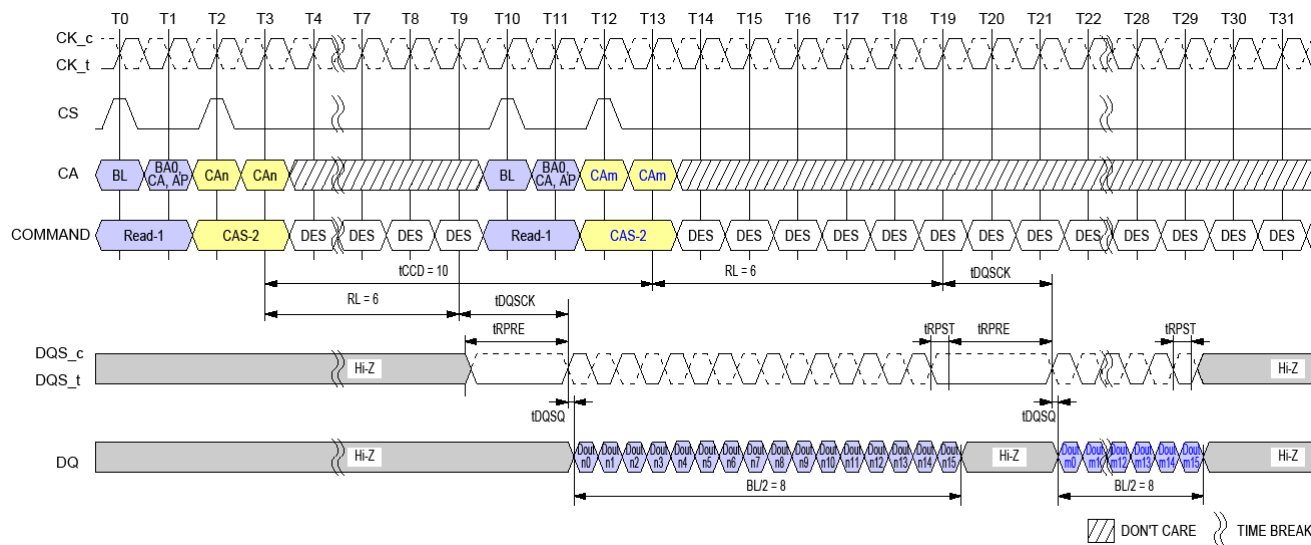 T0 T1 T2 T3 T4 T7 T8 T9 T10 T11 T12 T13 T14 T15 T16 T17 T18 T19 T20 T21 T22 T28 T29 T30 T31
CK_c
CK_t
CS
CA BL BA0, CA, AP CAn CAn BL BA0, CA, AP CAm CAm
COMMAND Read-1 CAS-2 DES DES DES DES Read-1 CAS-2 DES DES DES DES DES DES DES DES DES DES DES DES DES
tCCD = 10 RL = 6 tDQSCK
RL = 6 tDQSCK
tRPRE tRPST tRPRE tRPST
DQS_c
DQS_t
Hi-Z Hi-Z
tDQSQ tDQSQ
DQ Hi-Z Dout n0 Dout n1 Dout n2 Dout n3 Dout n4 Dout n5 Dout n6 Dout n7 Dout n8 Dout n9 Dout n10 Dout n11 Dout n12 Dout n13 Dout n14 Dout n15 Hi-Z Dout m0 Dout m1 Dout m12 Dout m13 Dout m14 Dout m15 Hi-Z
BL/2 = 8 BL/2 = 8
DON'T CARE TIME BREAK